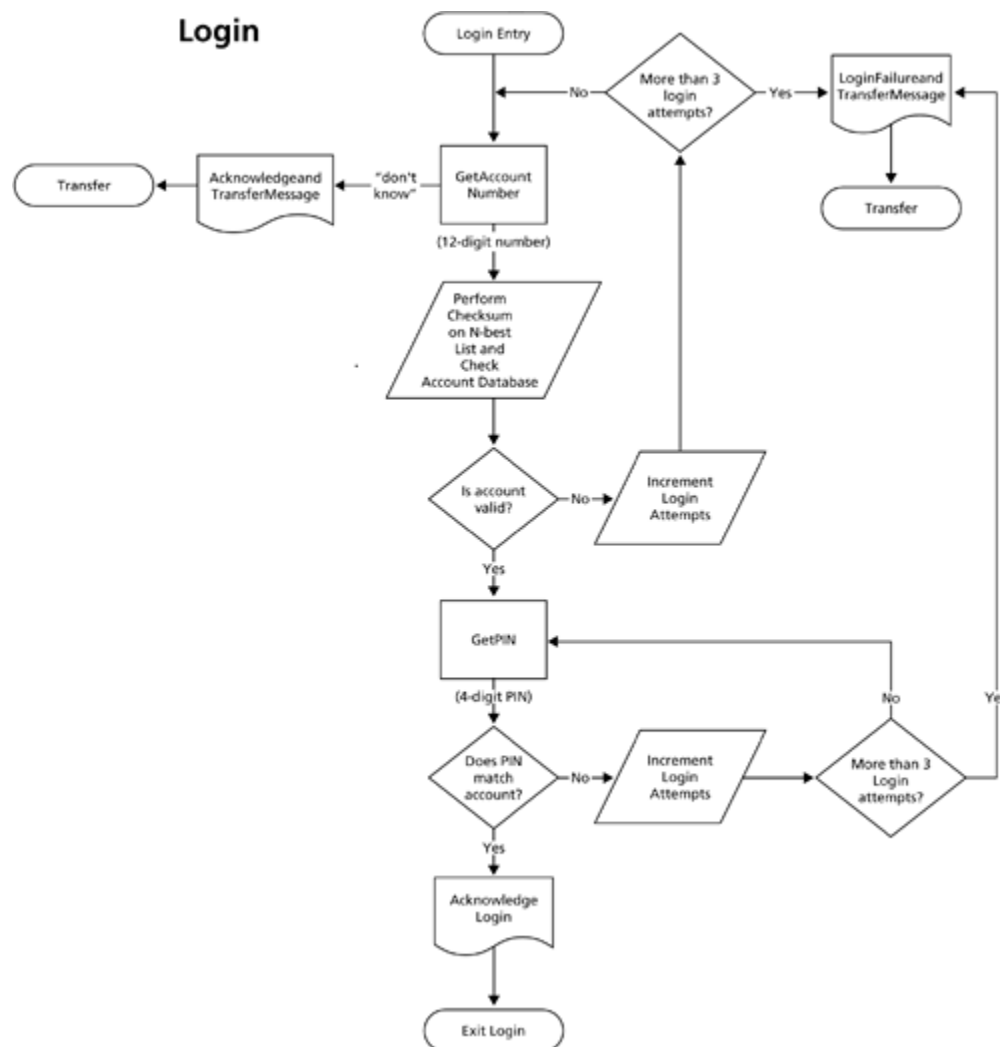 Login
Login Entry
More than 3
login
attempts?
No
Yes
LoginFailureand
TransferMessage
Transfer
GetAccount
Number
"don't
know"
AcknowledgeandTransferMessage
Transfer
(12-digit number)
Perform
Checksum
on N-best
List and
Check
Account Database
Is account
valid?
No
Increment
Login
Attempts
Yes
GetPIN
(4-digit PIN)
No
Does PIN
match
account?
No
Increment
Login
Attempts
More than 3
Login
attempts?
Yes
Acknowledge
Login
Exit Login